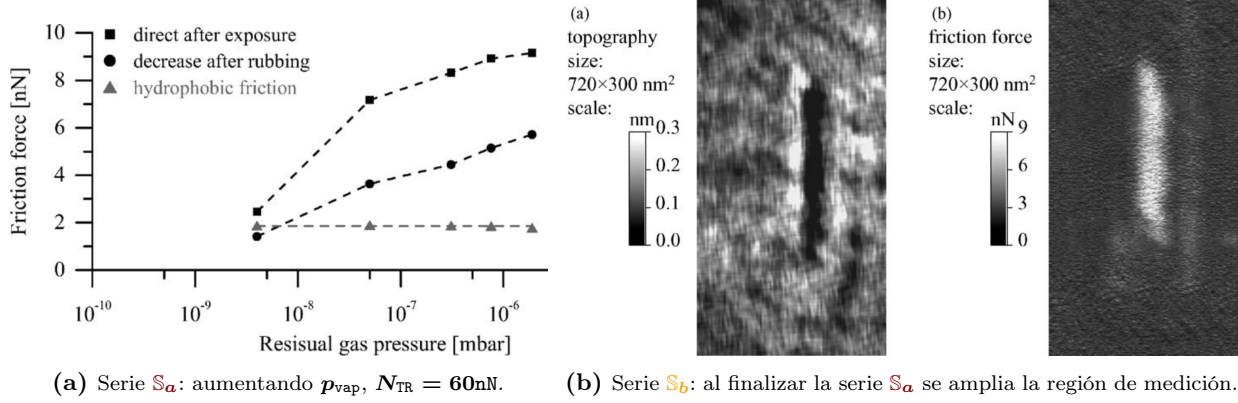 10
8
6
4
2
0
Friction force [nN]
direct after exposure
decrease after rubbing
hydrophobic friction
10-10
10-9
10-8
10-7
10-6
Resisual gas pressure [mbar]
(a)
topography
size:
720×300 nm2
scale:
nm 0.3
0.2
0.1
0.0
(b)
friction force
size:
720×300 nm2
scale:
nN 9
6
3
0
(a) Serie 𝕊a: aumentando pvap, NTR = 60nN.
(b) Serie 𝕊b: al finalizar la serie 𝕊a se amplia la región de medición.